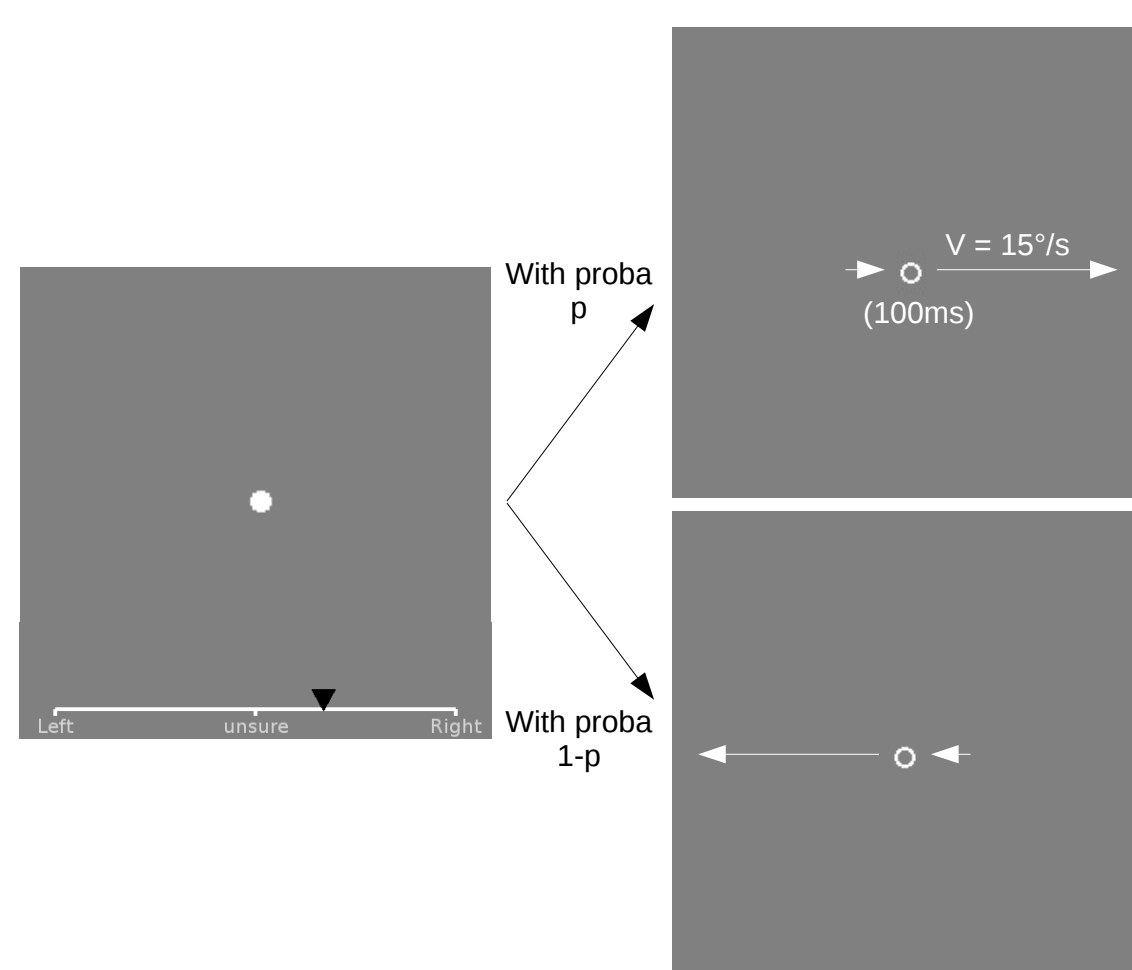 With proba
p
V = 15°/s
(100ms)
Left unsure Right
With proba
1-p